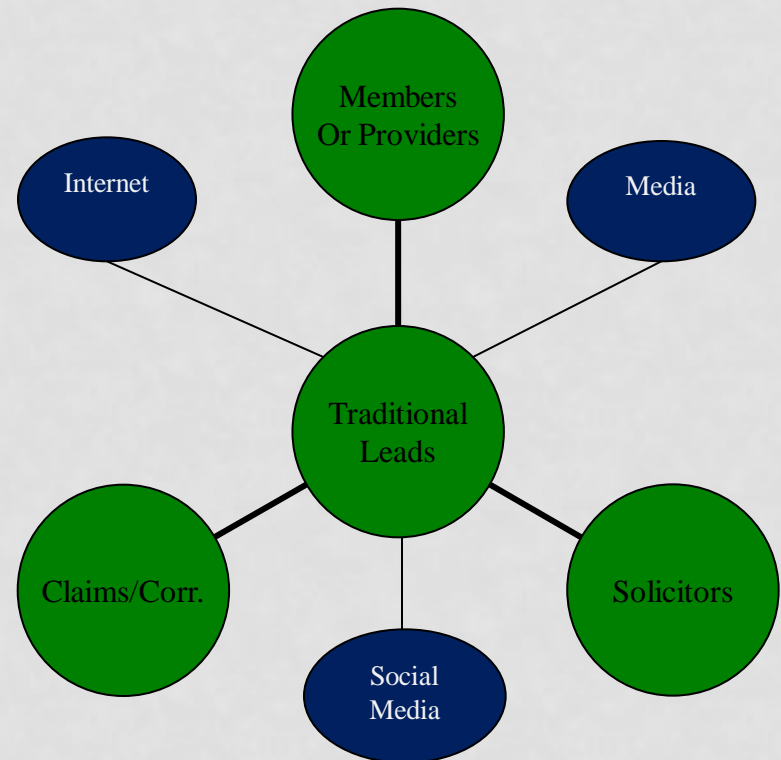 Members
Or Providers
Internet
Media
Traditional
Leads
Claims/Corr.
Solicitors
Social
Media